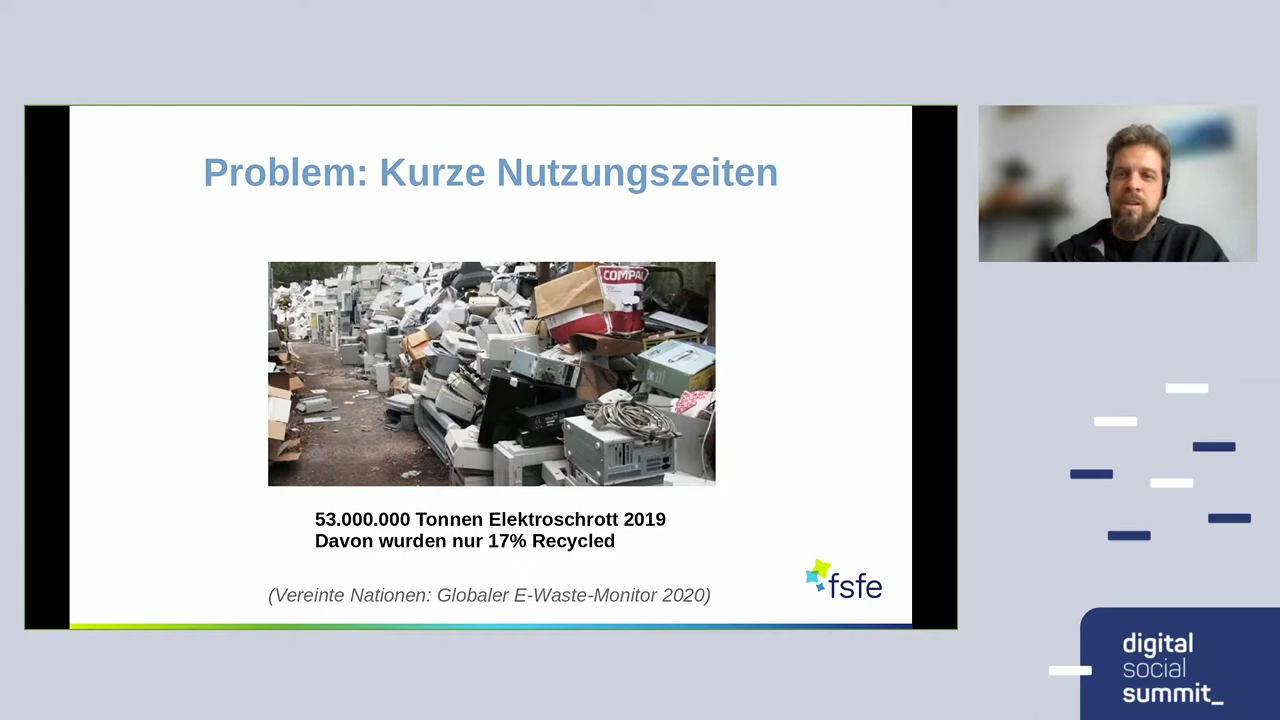 Problem: Kurze Nutzungszeiten
COMPAQ
53.000.000 Tonnen Elektroschrott 2019
Davon wurden nur 17% Recycled
(Vereinte Nationen: Globaler E-Waste-Monitor 2020)
fsfe
digital
social
summit_